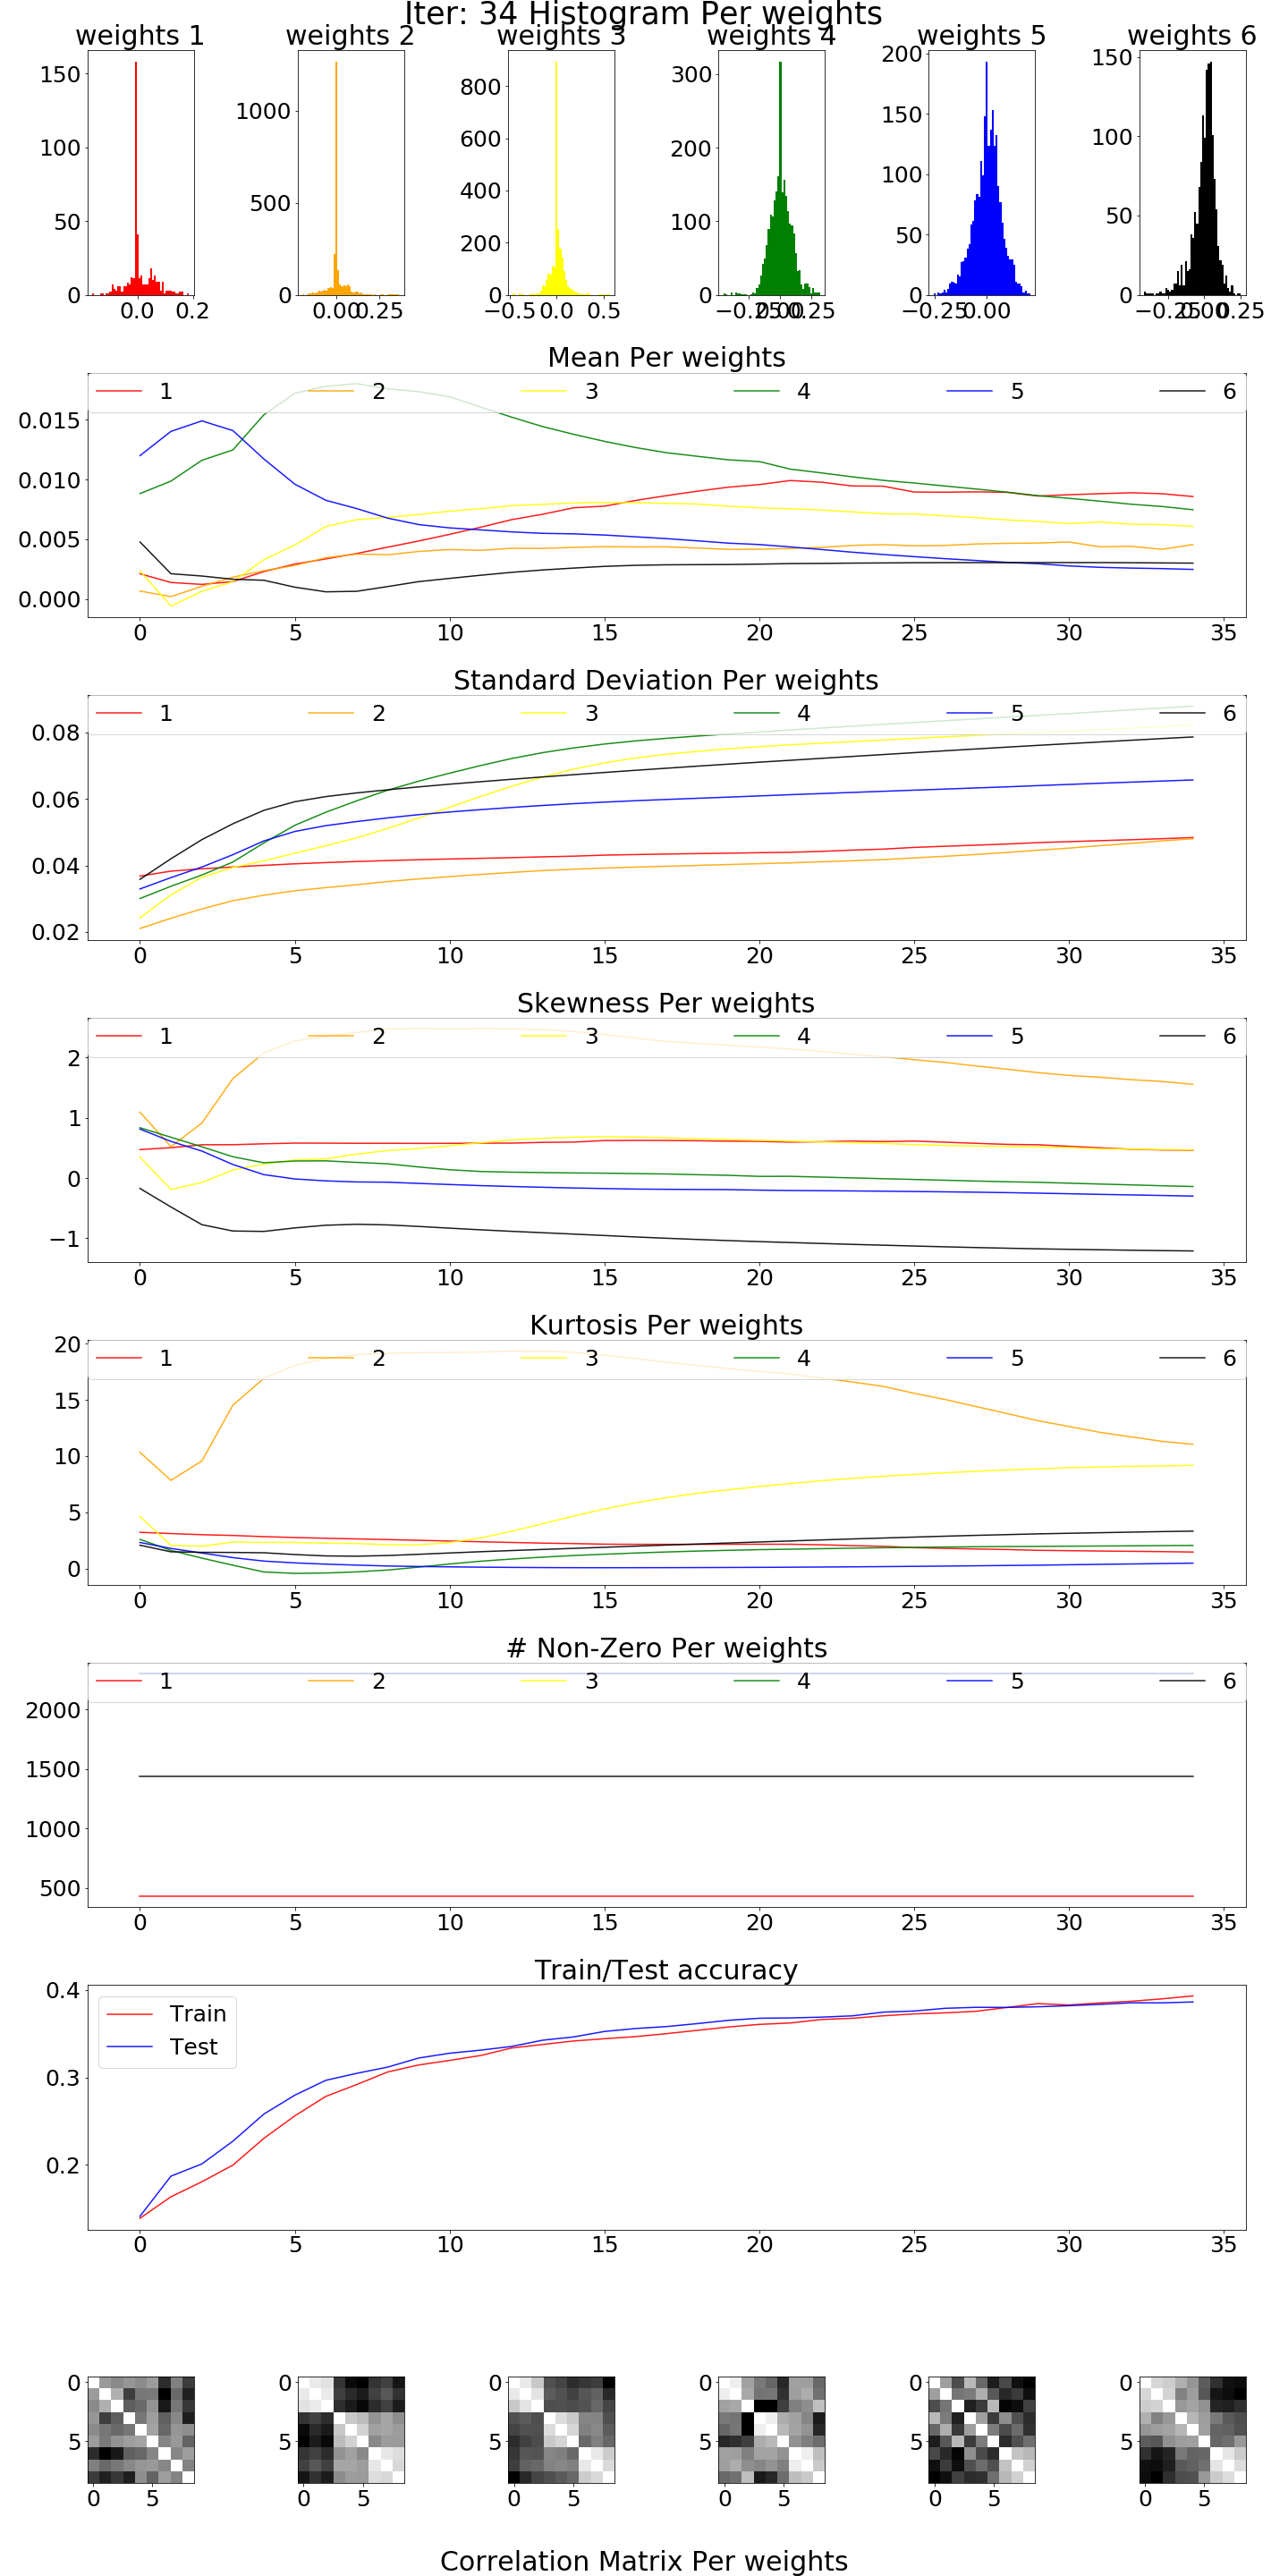 Iter: 34 Histogram Per weights
weights 1 weights 2 weights 3 weights 4 weights 5 weights 6
150
100
50
0
0.0 0.2
1000
500
0
0.00 0.25
800
600
400
200
0
−0.5 0.0 0.5
300
200
100
0
−0.25 0.00 0.25
200
150
100
50
0
−0.25 0.00
150
100
50
0
−0.25 0.00 0.25
Mean Per weights
1 2 3 4 5 6
0.015
0.010
0.005
0.000
0 5 10 15 20 25 30 35
Standard Deviation Per weights
1 2 3 4 5 6
0.08
0.06
0.04
0.02
0 5 10 15 20 25 30 35
Skewness Per weights
1 2 3 4 5 6
2
1
0
−1
0 5 10 15 20 25 30 35
Kurtosis Per weights
20
1 2 3 4 5 6
15
10
5
0
0 5 10 15 20 25 30 35
# Non-Zero Per weights
1 2 3 4 5 6
2000
1500
1000
500
0 5 10 15 20 25 30 35
Train/Test accuracy
0.4
Train
Test
0.3
0.2
0 5 10 15 20 25 30 35
0 0 0 0 0 0
5 5 5 5 5 5
0 5 0 5 0 5 0 5 0 5 0 5
Correlation Matrix Per weights